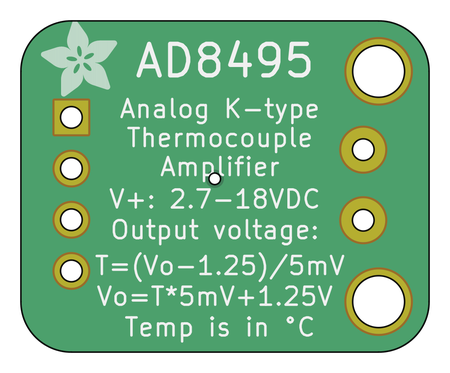 AD8495
Analog K-type
Thermocouple
Amplifier
V+: 2.7-18VDC
Output voltage:
T=(Vo-1.25)/5mV
Vo=T*5mV+1.25V
Temp is in °C